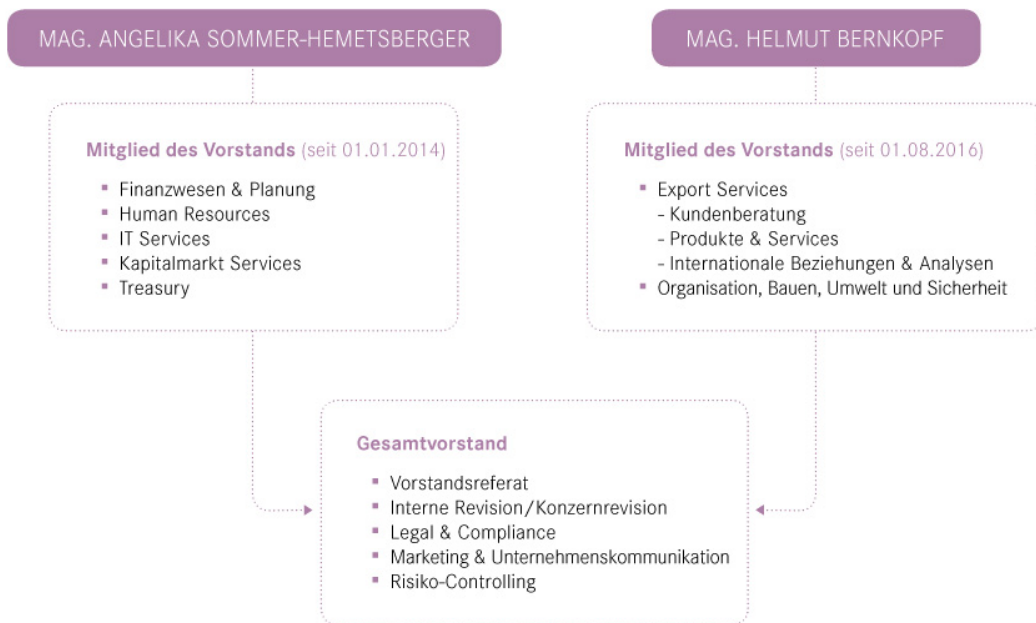 MAG. ANGELIKA SOMMER-HEMETSBERGER
Mitglied des Vorstands (seit 01.01.2014)
▪ Finanzwesen & Planung
▪ Human Resources
▪ IT Services
▪ Kapitalmarkt Services
▪ Treasury
MAG. HELMUT BERNKOPF
Mitglied des Vorstands (seit 01.08.2016)
▪ Export Services
- Kundenberatung
- Produkte & Services
- Internationale Beziehungen & Analysen
▪ Organisation, Bauen, Umwelt und Sicherheit
Gesamtvorstand
▪ Vorstandsreferat
▪ Interne Revision/Konzernrevision
▪ Legal & Compliance
▪ Marketing & Unternehmenskommunikation
▪ Risiko-Controlling